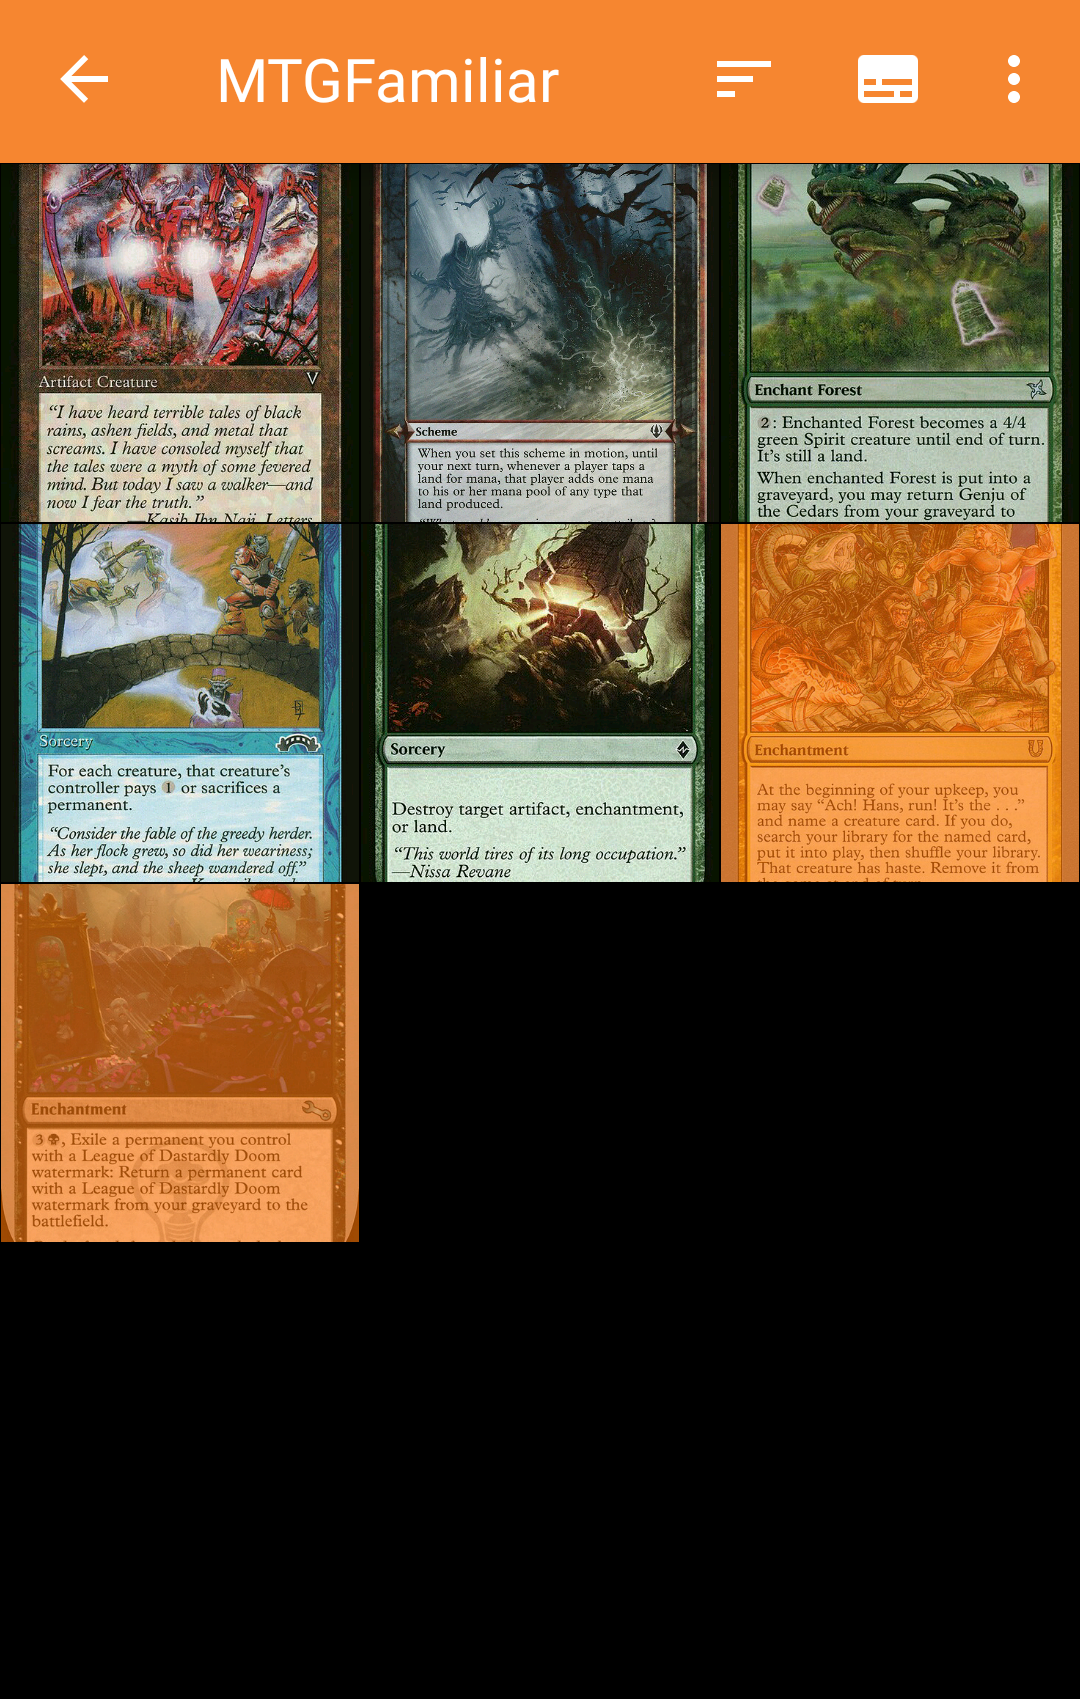 MTGFamiliar
Artifact Creature
V
“I have heard terrible tales of black
rains, ashen fields, and metal that
screams. I have consoled myself that
the tales were a myth of some fevered
mind. But today I saw a walker—and
now I fear the truth.”
—Kasib Ibn Naji, Letters
Scheme
When you set this scheme in motion, until
your next turn, whenever a player taps a
land for mana, that player adds one mana
to his or her mana pool of any type that
land produced.
Enchant Forest
2: Enchanted Forest becomes a 4/4
green Spirit creature until end of turn.
It’s still a land.
When enchanted Forest is put into a
graveyard, you may return Genju of
the Cedars from your graveyard to
Sorcery
For each creature, that creature’s
controller pays 1 or sacrifices a
permanent.
“Consider the fable of the greedy herder.
As her flock grew, so did her weariness;
she slept, and the sheep wandered off.”
Sorcery
Destroy target artifact, enchantment,
or land.
“This world tires of its long occupation.”
—Nissa Revane
Enchantment
At the beginning of your upkeep, you
may say “Ach! Hans, run! It’s the . . .”
and name a creature card. If you do,
search your library for the named card,
put it into play, then shuffle your library.
That creature has haste. Remove it from
Enchantment
3, Exile a permanent you control
with a League of Dastardly Doom
watermark: Return a permanent card
with a League of Dastardly Doom
watermark from your graveyard to the
battlefield.